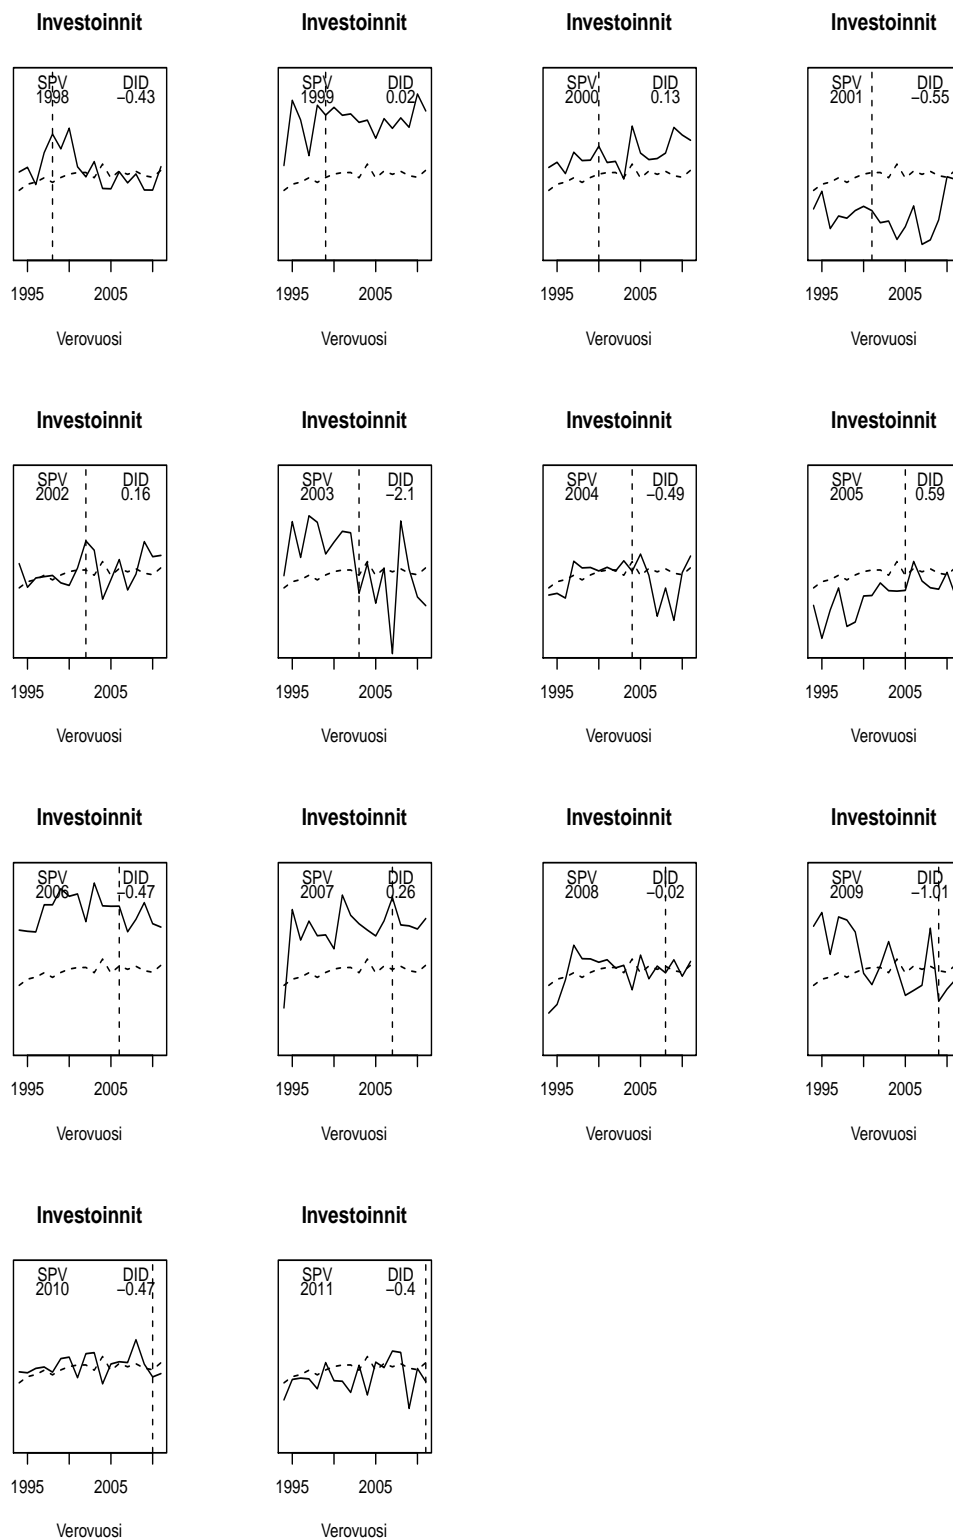 Investoinnit
SPV DID
1998 −0.43
1995 2005
Verovuosi
Investoinnit
SPV DID
1999 0.02
1995 2005
Verovuosi
Investoinnit
SPV DID
2000 0.13
1995 2005
Verovuosi
Investoinnit
SPV DID
2001 −0.55
1995 2005
Verovuosi
Investoinnit
SPV DID
2002 0.16
1995 2005
Verovuosi
Investoinnit
SPV DID
2003 −2.1
1995 2005
Verovuosi
Investoinnit
SPV DID
2004 −0.49
1995 2005
Verovuosi
Investoinnit
SPV DID
2005 0.59
1995 2005
Verovuosi
Investoinnit
SPV DID
2006 −0.47
1995 2005
Verovuosi
Investoinnit
SPV DID
2007 0.26
1995 2005
Verovuosi
Investoinnit
SPV DID
2008 −0.02
1995 2005
Verovuosi
Investoinnit
SPV DID
2009 −1.01
1995 2005
Verovuosi
Investoinnit
SPV DID
2010 −0.47
1995 2005
Verovuosi
Investoinnit
SPV DID
2011 −0.4
1995 2005
Verovuosi